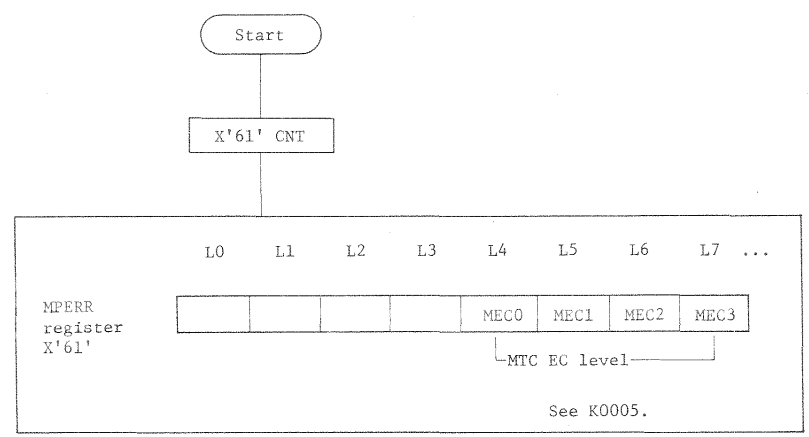 Start
X'61' CNT
L0 L1 L2 L3 L4 L5 L6 L7 ...
MPERR
register
X'61'
MEC0 MEC1 MEC2 MEC3
MTC EC level
See K0005.